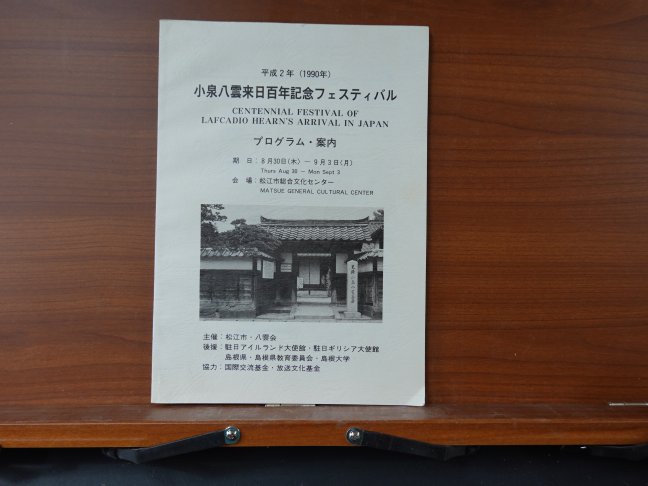 平成２年（1990年）
小泉八雲来日百年記念フェスティバル
CENTENNIAL FESTIVAL OF
LAFCADIO HEARN'S ARRIVAL IN JAPAN
プログラム・案内
期　日：８月30日（木）－９月３日（月）
Thurs Aug 30 － Mon Sept 3
会　場：松江市総合文化センター
MATSUE GENERAL CULTURAL CENTER
主催：松江市・八雲会
後援：駐日アイルランド大使館・駐日ギリシア大使館
島根県・島根県教育委員会・島根大学
協力：国際交流基金・放送文化基金